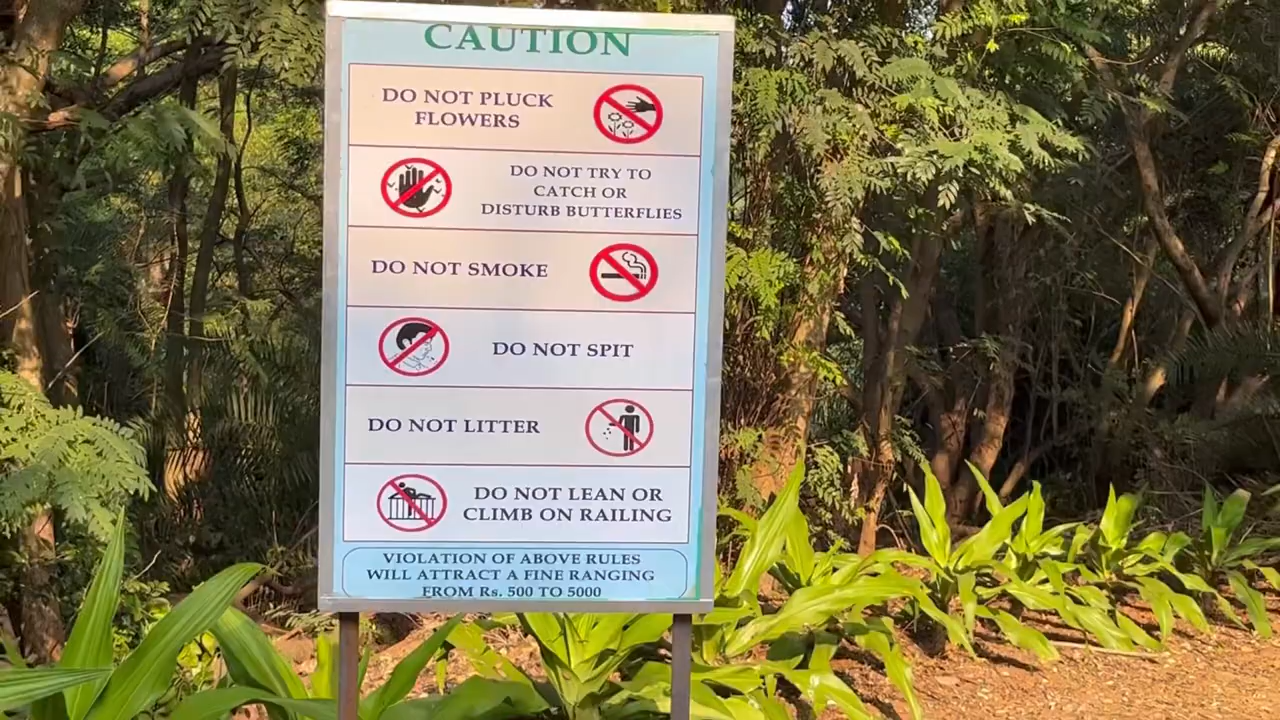 CAUTION
DO NOT PLUCK
FLOWERS
DO NOT TRY TO
CATCH OR
DISTURB BUTTERFLIES
DO NOT SMOKE
DO NOT SPIT
DO NOT LITTER
DO NOT LEAN OR
CLIMB ON RAILING
VIOLATION OF ABOVE RULES
WILL ATTRACT A FINE RANGING
FROM Rs. 500 TO 5000